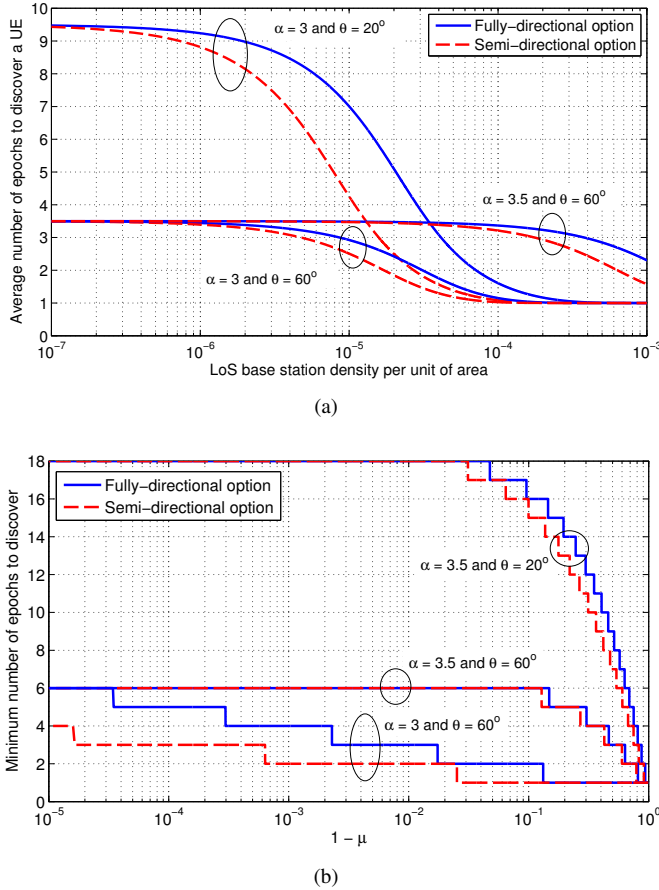 10
9
8
7
6
5
4
3
2
1
0
Average number of epochs to discover a UE
α = 3 and θ = 20°
Fully−directional option
Semi−directional option
α = 3.5 and θ = 60°
α = 3 and θ = 60°
10⁻⁷
10⁻⁶
10⁻⁵
10⁻⁴
10⁻³
LoS base station density per unit of area
(a)
18
16
14
12
10
8
6
4
2
0
Minimum number of epochs to discover
Fully−directional option
Semi−directional option
α = 3.5 and θ = 20°
α = 3.5 and θ = 60°
α = 3 and θ = 60°
10⁻⁵
10⁻⁴
10⁻³
10⁻²
10⁻¹
10⁰
1 − μ
(b)